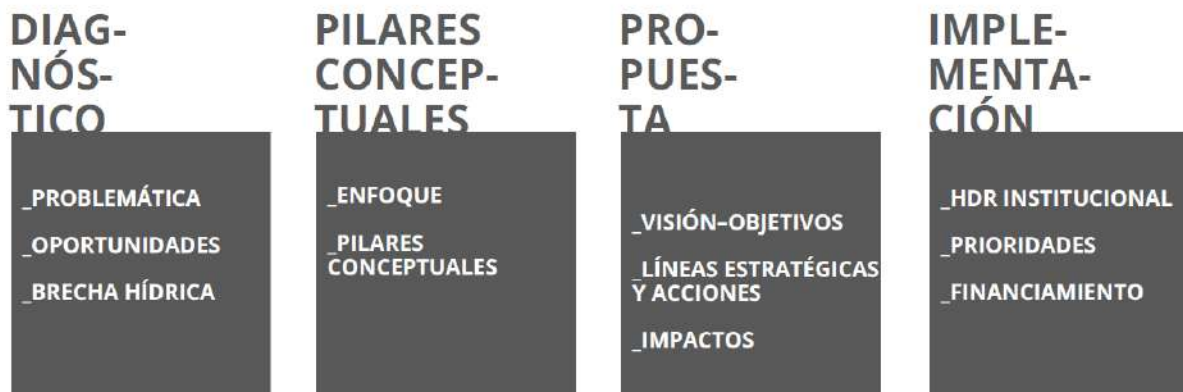 DIAG-
NÓS-
TICO
_PROBLEMÁTICA
_OPORTUNIDADES
_BRECHA HÍDRICA
PILARES
CONCEP-
TUALES
_ENFOQUE
_PILARES
CONCEPTUALES
PRO-
PUES-
TA
_VISIÓN–OBJETIVOS
_LÍNEAS ESTRATÉGICAS
Y ACCIONES
_IMPACTOS
IMPLE-
MENTA-
CIÓN
_HDR INSTITUCIONAL
_PRIORIDADES
_FINANCIAMIENTO